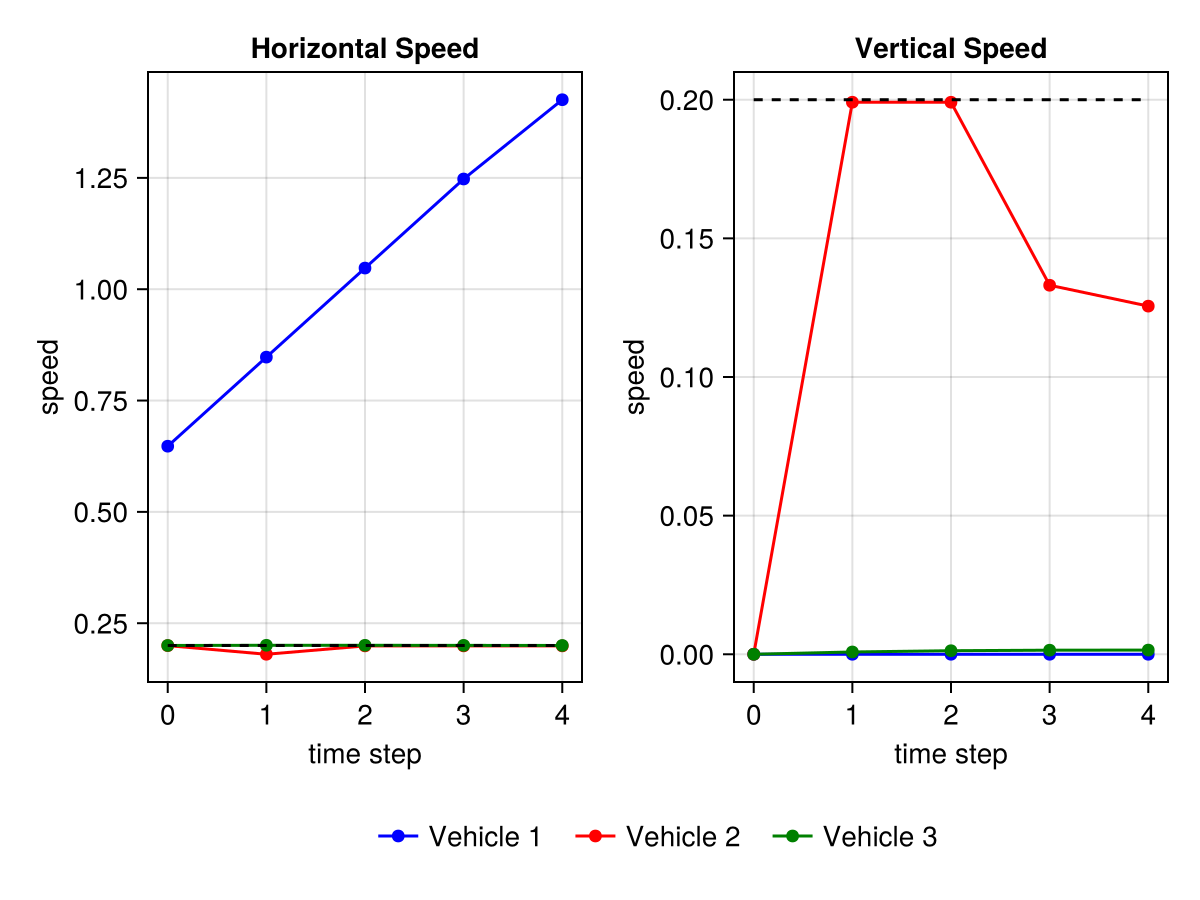 Horizontal Speed
speed
1.25
1.00
0.75
0.50
0.25
0 1 2 3 4
time step
Vertical Speed
speed
0.20
0.15
0.10
0.05
0.00
0 1 2 3 4
time step
Vehicle 1 Vehicle 2 Vehicle 3